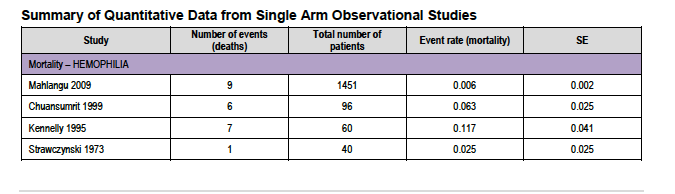 Summary of Quantitative Data from Single Arm Observational Studies
Study Number of events (deaths) Total number of patients Event rate (mortality) SE
Mortality – HEMOPHILIA
Mahlangu 2009 9 1451 0.006 0.002
Chuansumrit 1999 6 96 0.063 0.025
Kennelly 1995 7 60 0.117 0.041
Strawczynski 1973 1 40 0.025 0.025